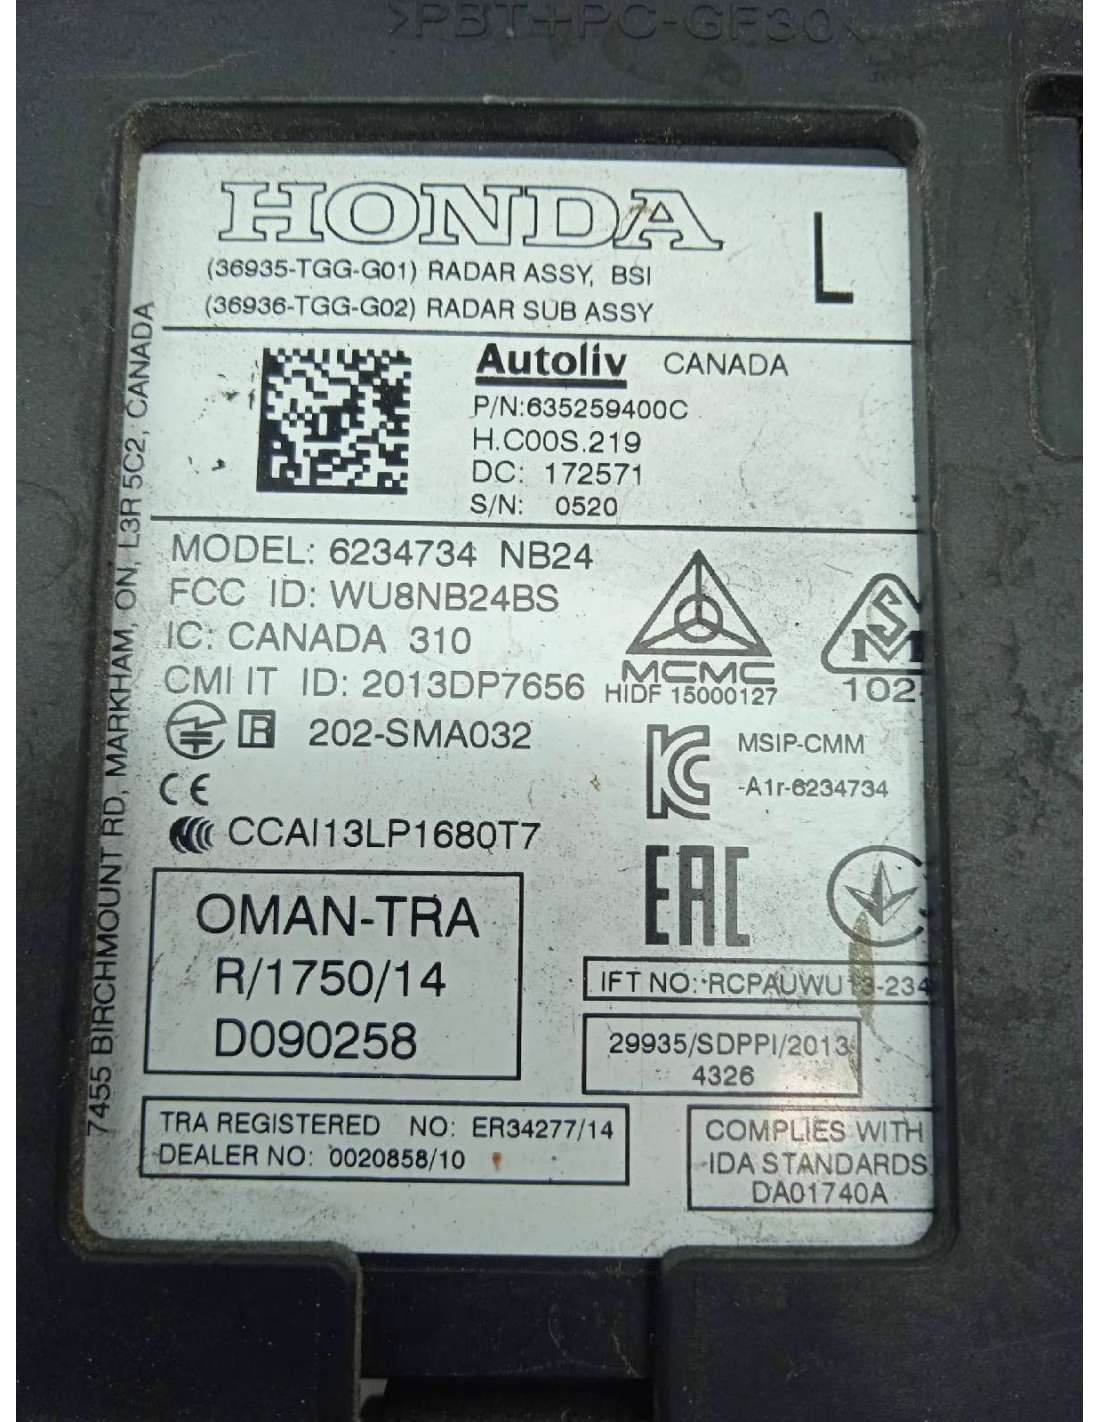 >PBT+PC-GF30<
HONDA
L
(36935-TGG-G01) RADAR ASSY, BSI
(36936-TGG-G02) RADAR SUB ASSY
Autoliv CANADA
P/N:635259400C
H.C00S.219
DC: 172571
S/N: 0520
7455 BIRCHMOUNT RD, MARKHAM, ON, L3R 5C2, CANADA
MODEL: 6234734 NB24
FCC ID: WU8NB24BS
IC: CANADA 310
CMIIT ID: 2013DP7656
MCMC
HIDF 15000127
SM
102
R 202-SMA032
MSIP-CMM
-A1r-6234734
CE
CCAI13LP1680T7
EAC
OMAN-TRA
R/1750/14
D090258
IFT NO: RCPAUWU13-234
29935/SDPPI/2013
4326
TRA REGISTERED NO: ER34277/14
DEALER NO: 0020858/10
COMPLIES WITH
IDA STANDARDS
DA01740A